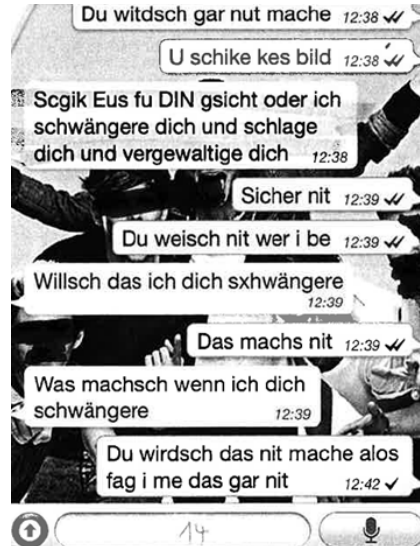 Du witdsch gar nut mache 12:38
U schike kes bild 12:38
Scgik Eus fu DIN gsicht oder ich
schwängere dich und schlage
dich und vergewaltige dich 12:38
Sicher nit 12:39
Du weisch nit wer i be 12:39
Willsch das ich dich sxhwängere
12:39
Das machs nit 12:39
Was machsch wenn ich dich
schwängere 12:39
Du wirdsch das nit mache alos
fag i me das gar nit 12:42
14